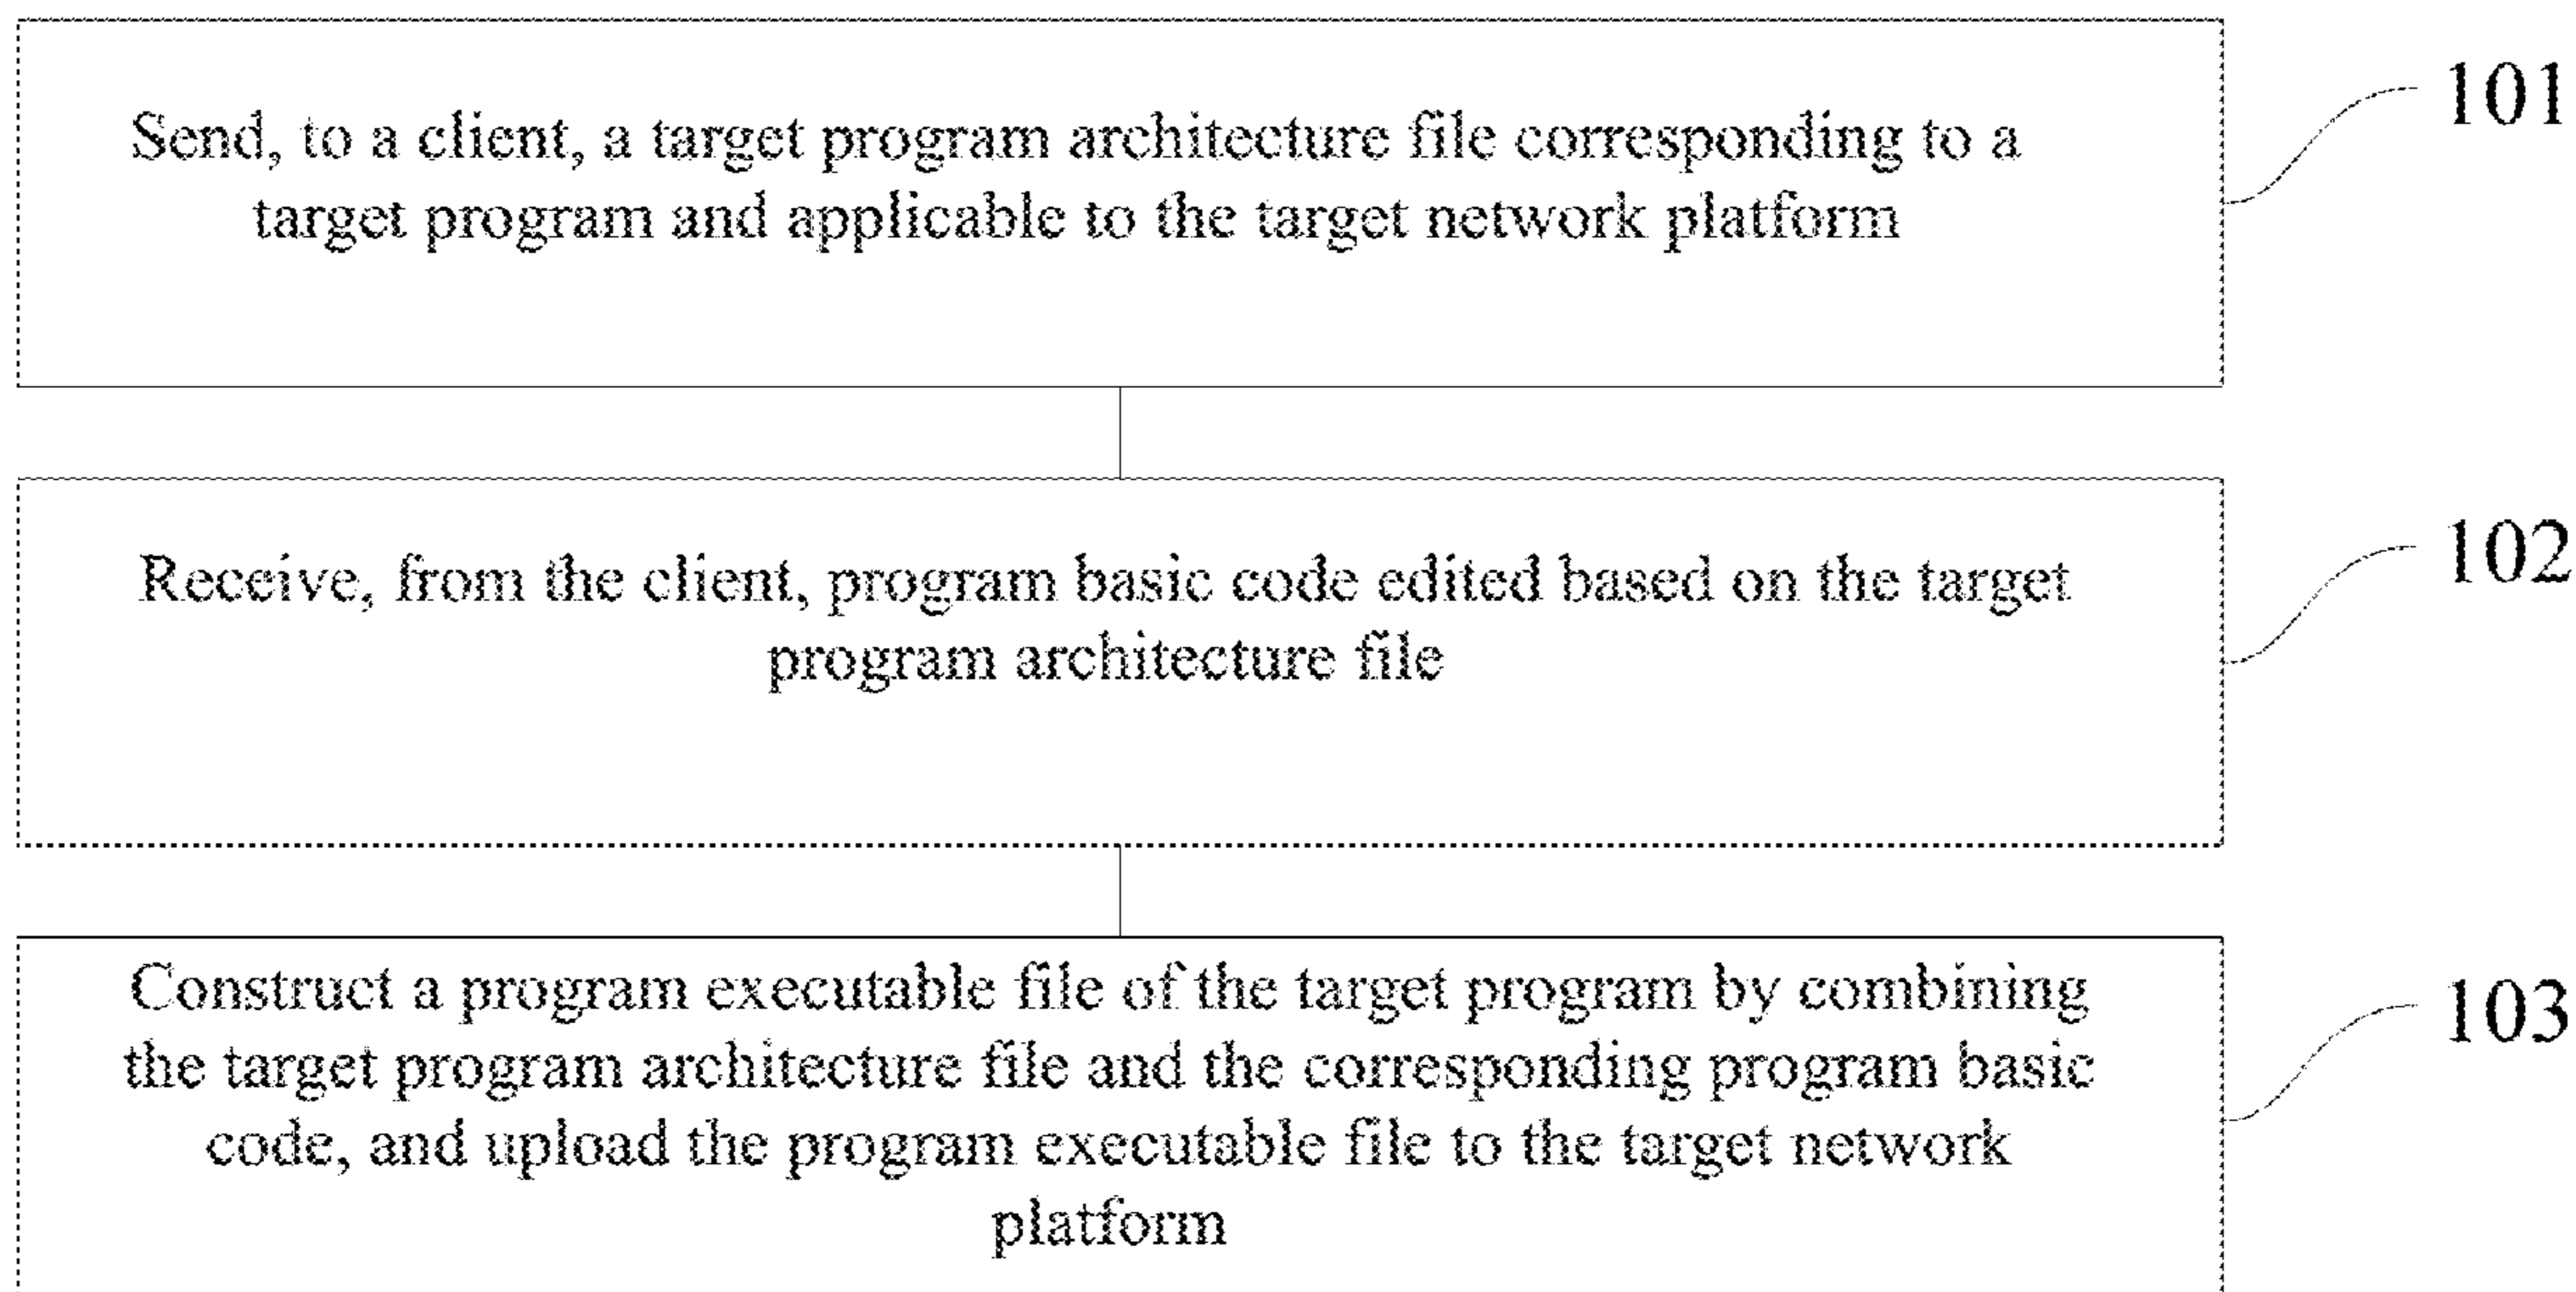 Send, to a client, a target program architecture file corresponding to a
target program and applicable to the target network platform
101
Receive, from the client, program basic code edited based on the target
program architecture file
102
Construct a program executable file of the target program by combining
the target program architecture file and the corresponding program basic
code, and upload the program executable file to the target network
platform
103